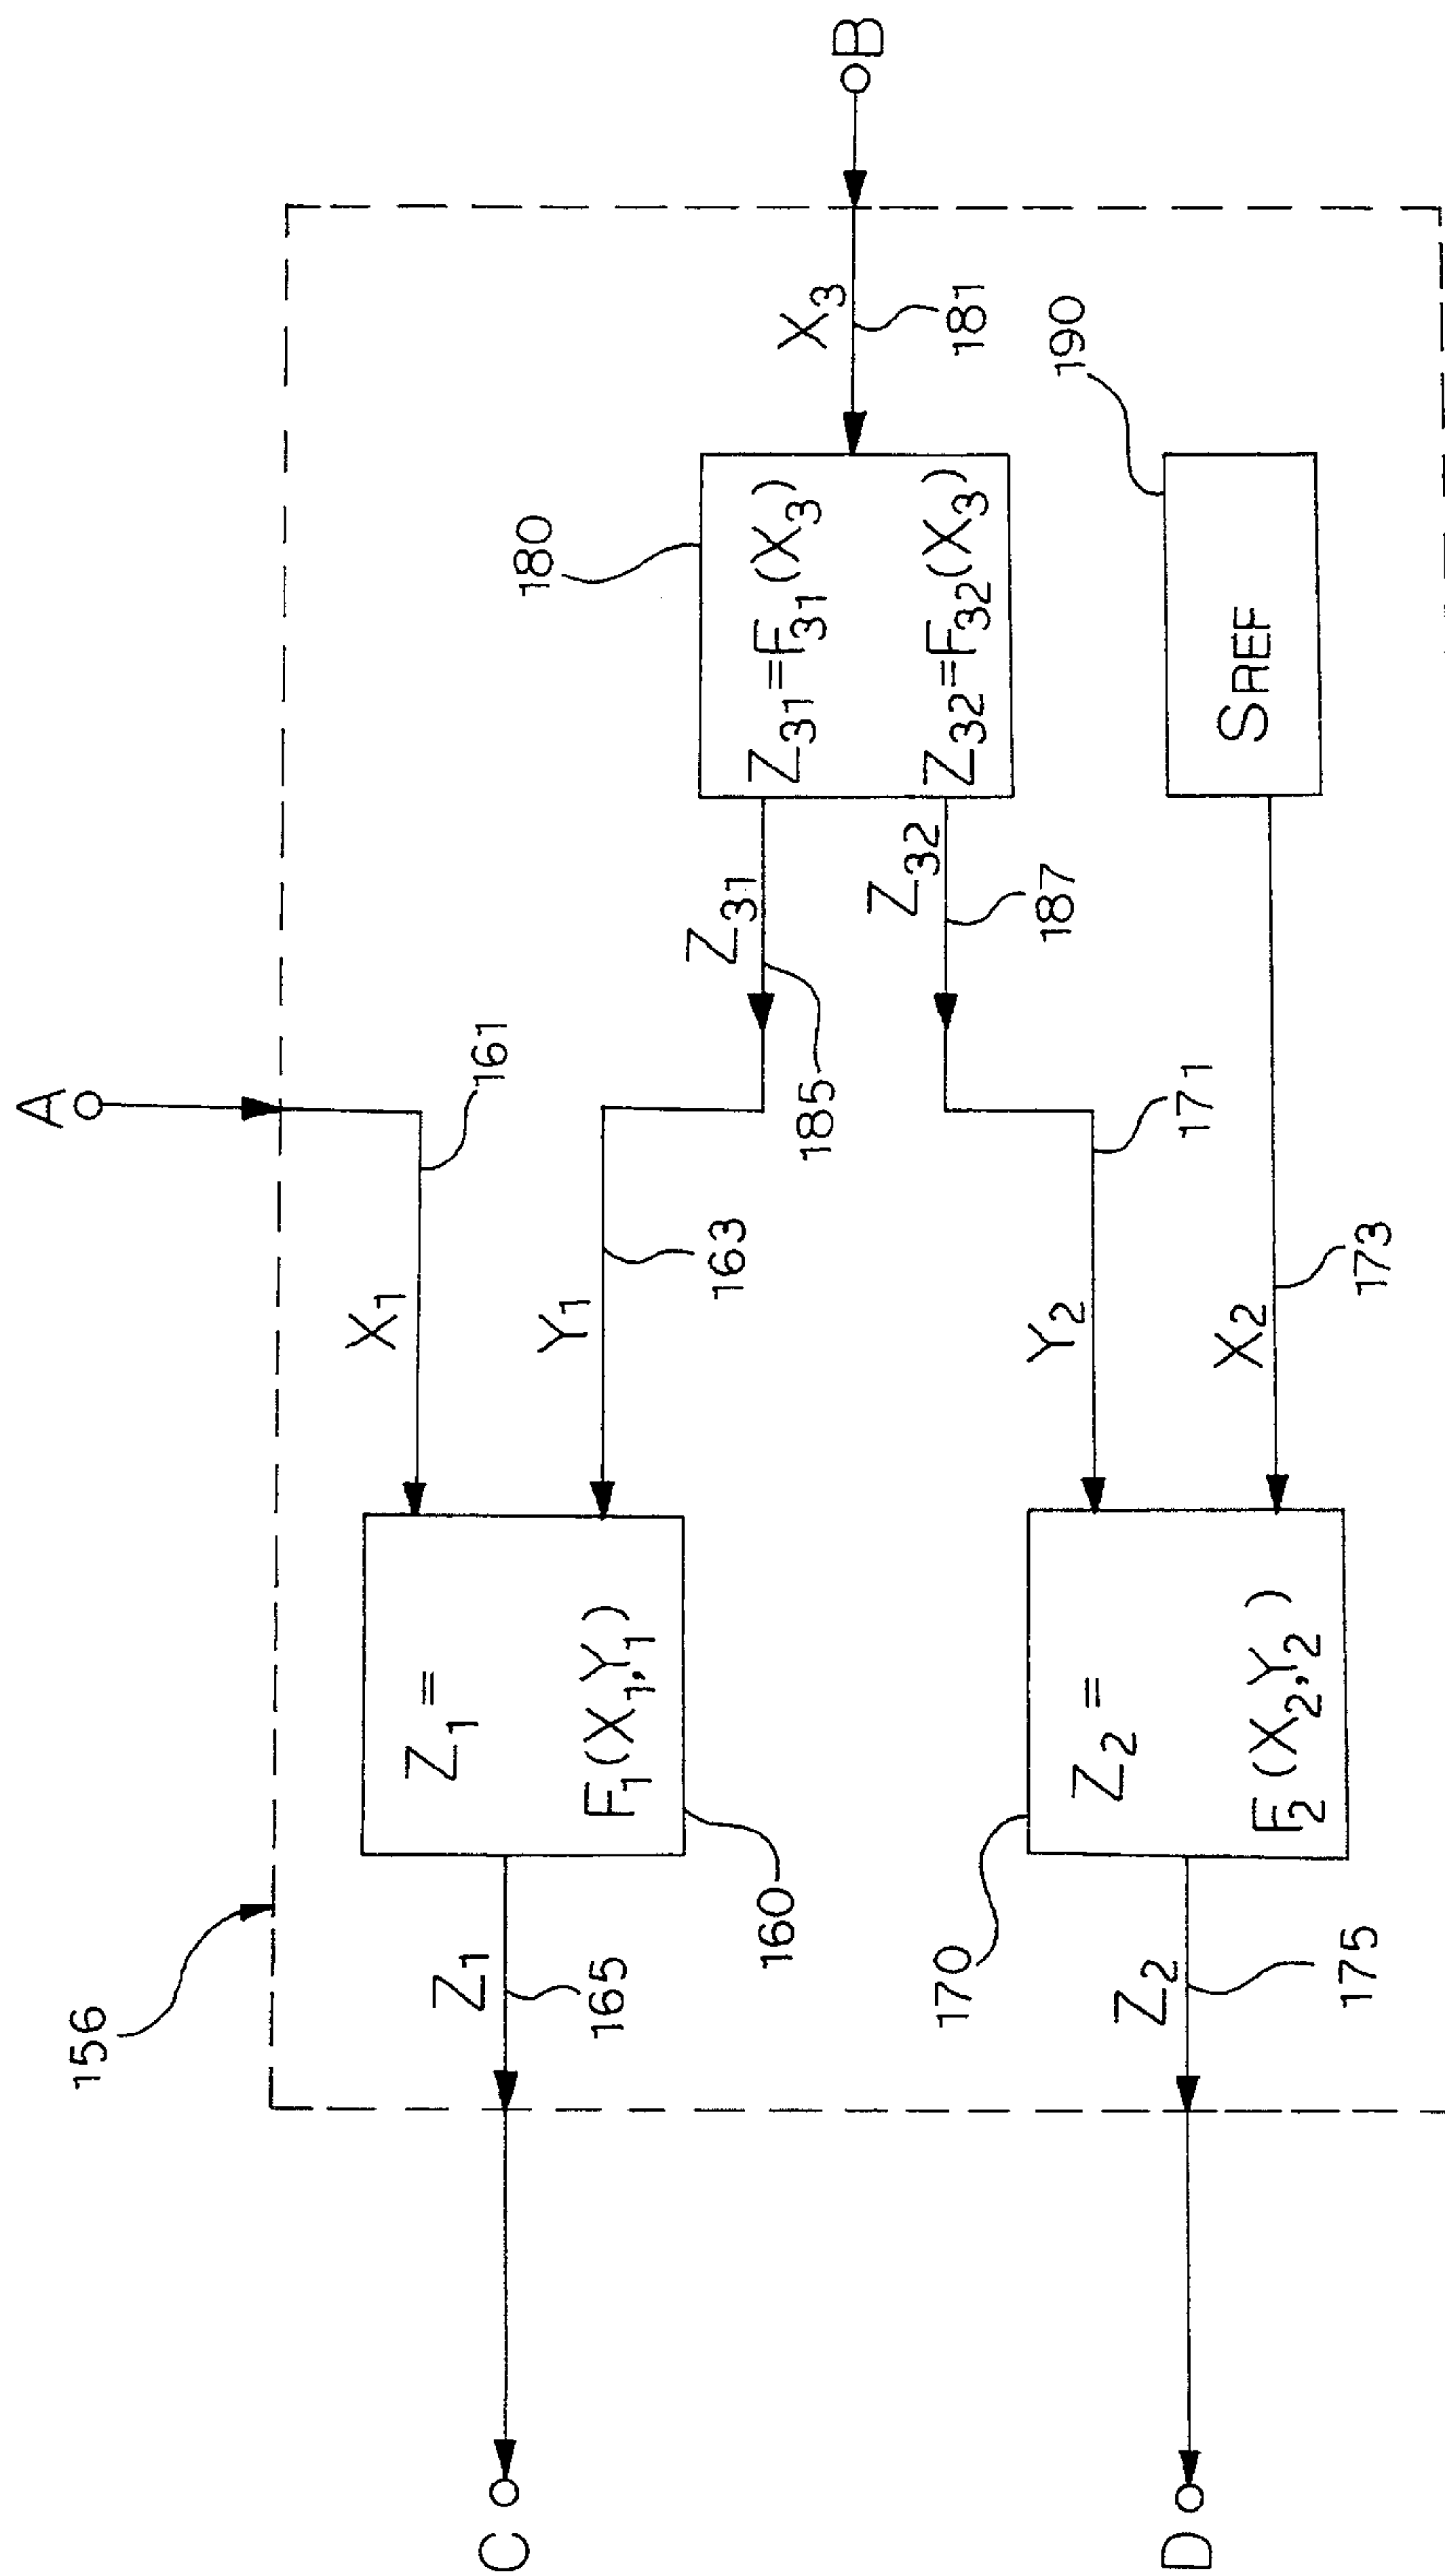 A
B
156
161
X₁
X₃
181
180
Z₃₁=F₃₁(X₃)
Z₃₂=F₃₂(X₃)
Z₃₁
185
Z₃₂
187
Y₁
163
Z₁ =
F₁(X₁,Y₁)
160
Z₁
165
C
190
SREF
171
Y₂
X₂
173
Z₂ =
F₂(X₂,Y₂)
170
Z₂
175
D